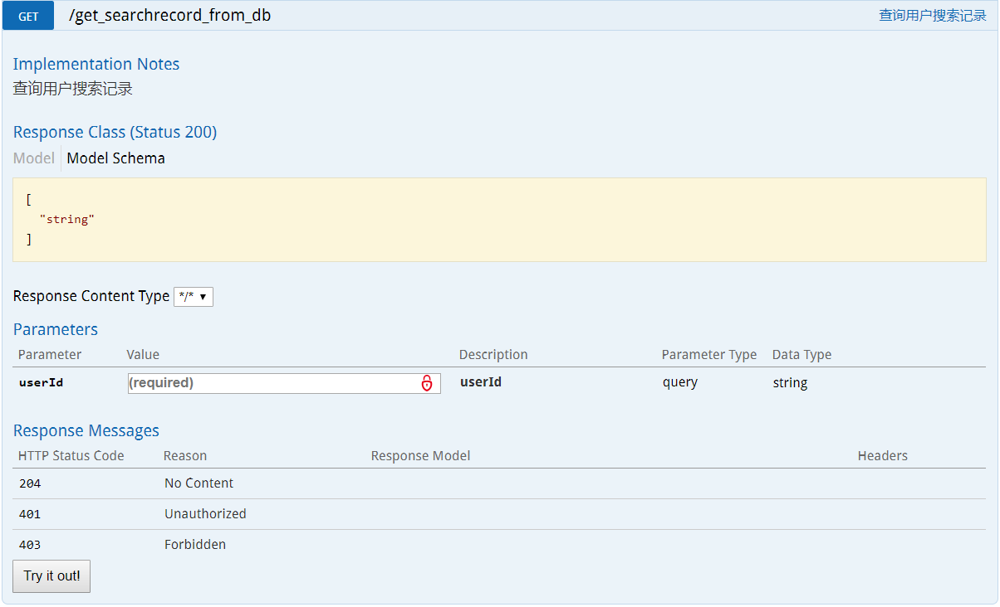 GET /get_searchrecord_from_db 查询用户搜索记录
Implementation Notes
查询用户搜索记录
Response Class (Status 200)
Model Model Schema
[
"string"
]
Response Content Type */* ▼
Parameters
Parameter Value Description Parameter Type Data Type
userId (required) userId query string
Response Messages
HTTP Status Code Reason Response Model Headers
204 No Content
401 Unauthorized
403 Forbidden
Try it out!